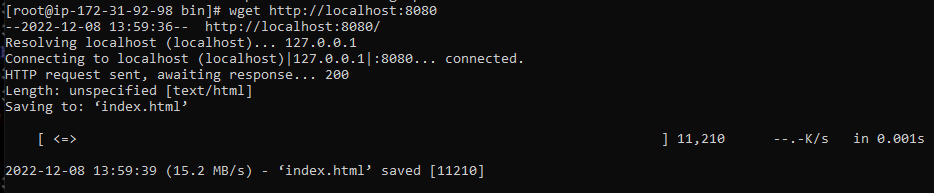 [root@ip-172-31-92-98 bin]# wget http://localhost:8080
--2022-12-08 13:59:36--  http://localhost:8080/
Resolving localhost (localhost)... 127.0.0.1
Connecting to localhost (localhost)|127.0.0.1|:8080... connected.
HTTP request sent, awaiting response... 200
Length: unspecified [text/html]
Saving to: ‘index.html’
[ <=> ] 11,210 --.-K/s in 0.001s
2022-12-08 13:59:39 (15.2 MB/s) - ‘index.html’ saved [11210]